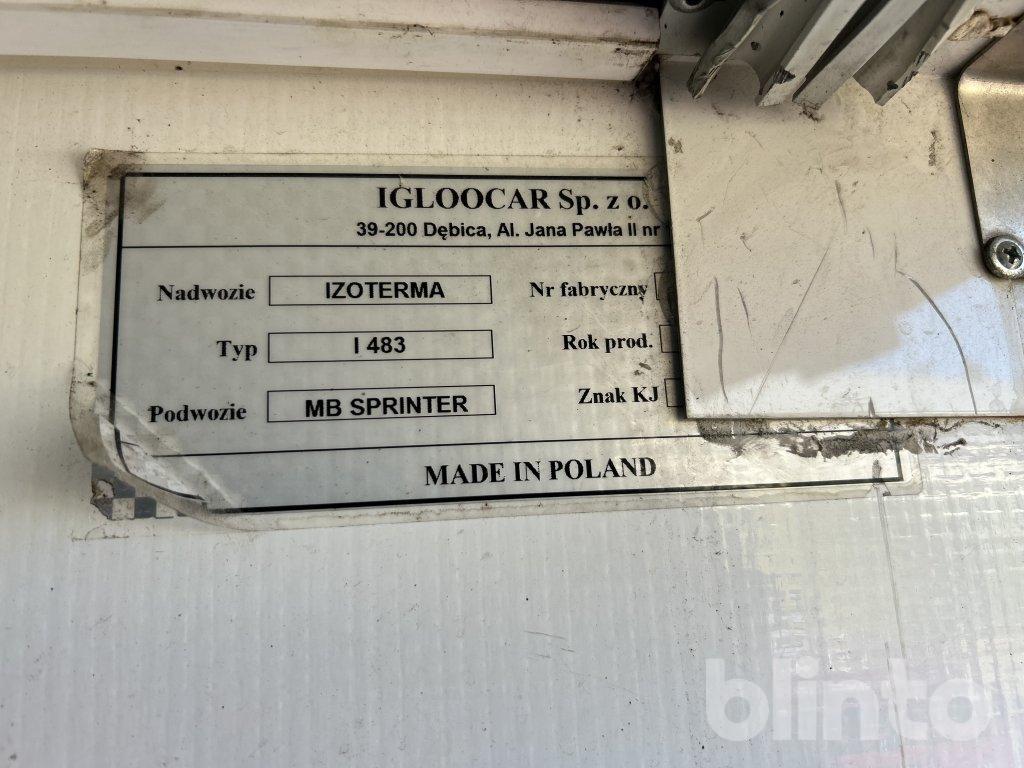 IGLOOCAR Sp. z o.
39-200 Dębica, Al. Jana Pawła II nr
Nadwozie IZOTERMA Nr fabryczny
Typ I 483 Rok prod.
Podwozie MB SPRINTER Znak KJ
MADE IN POLAND
blinto